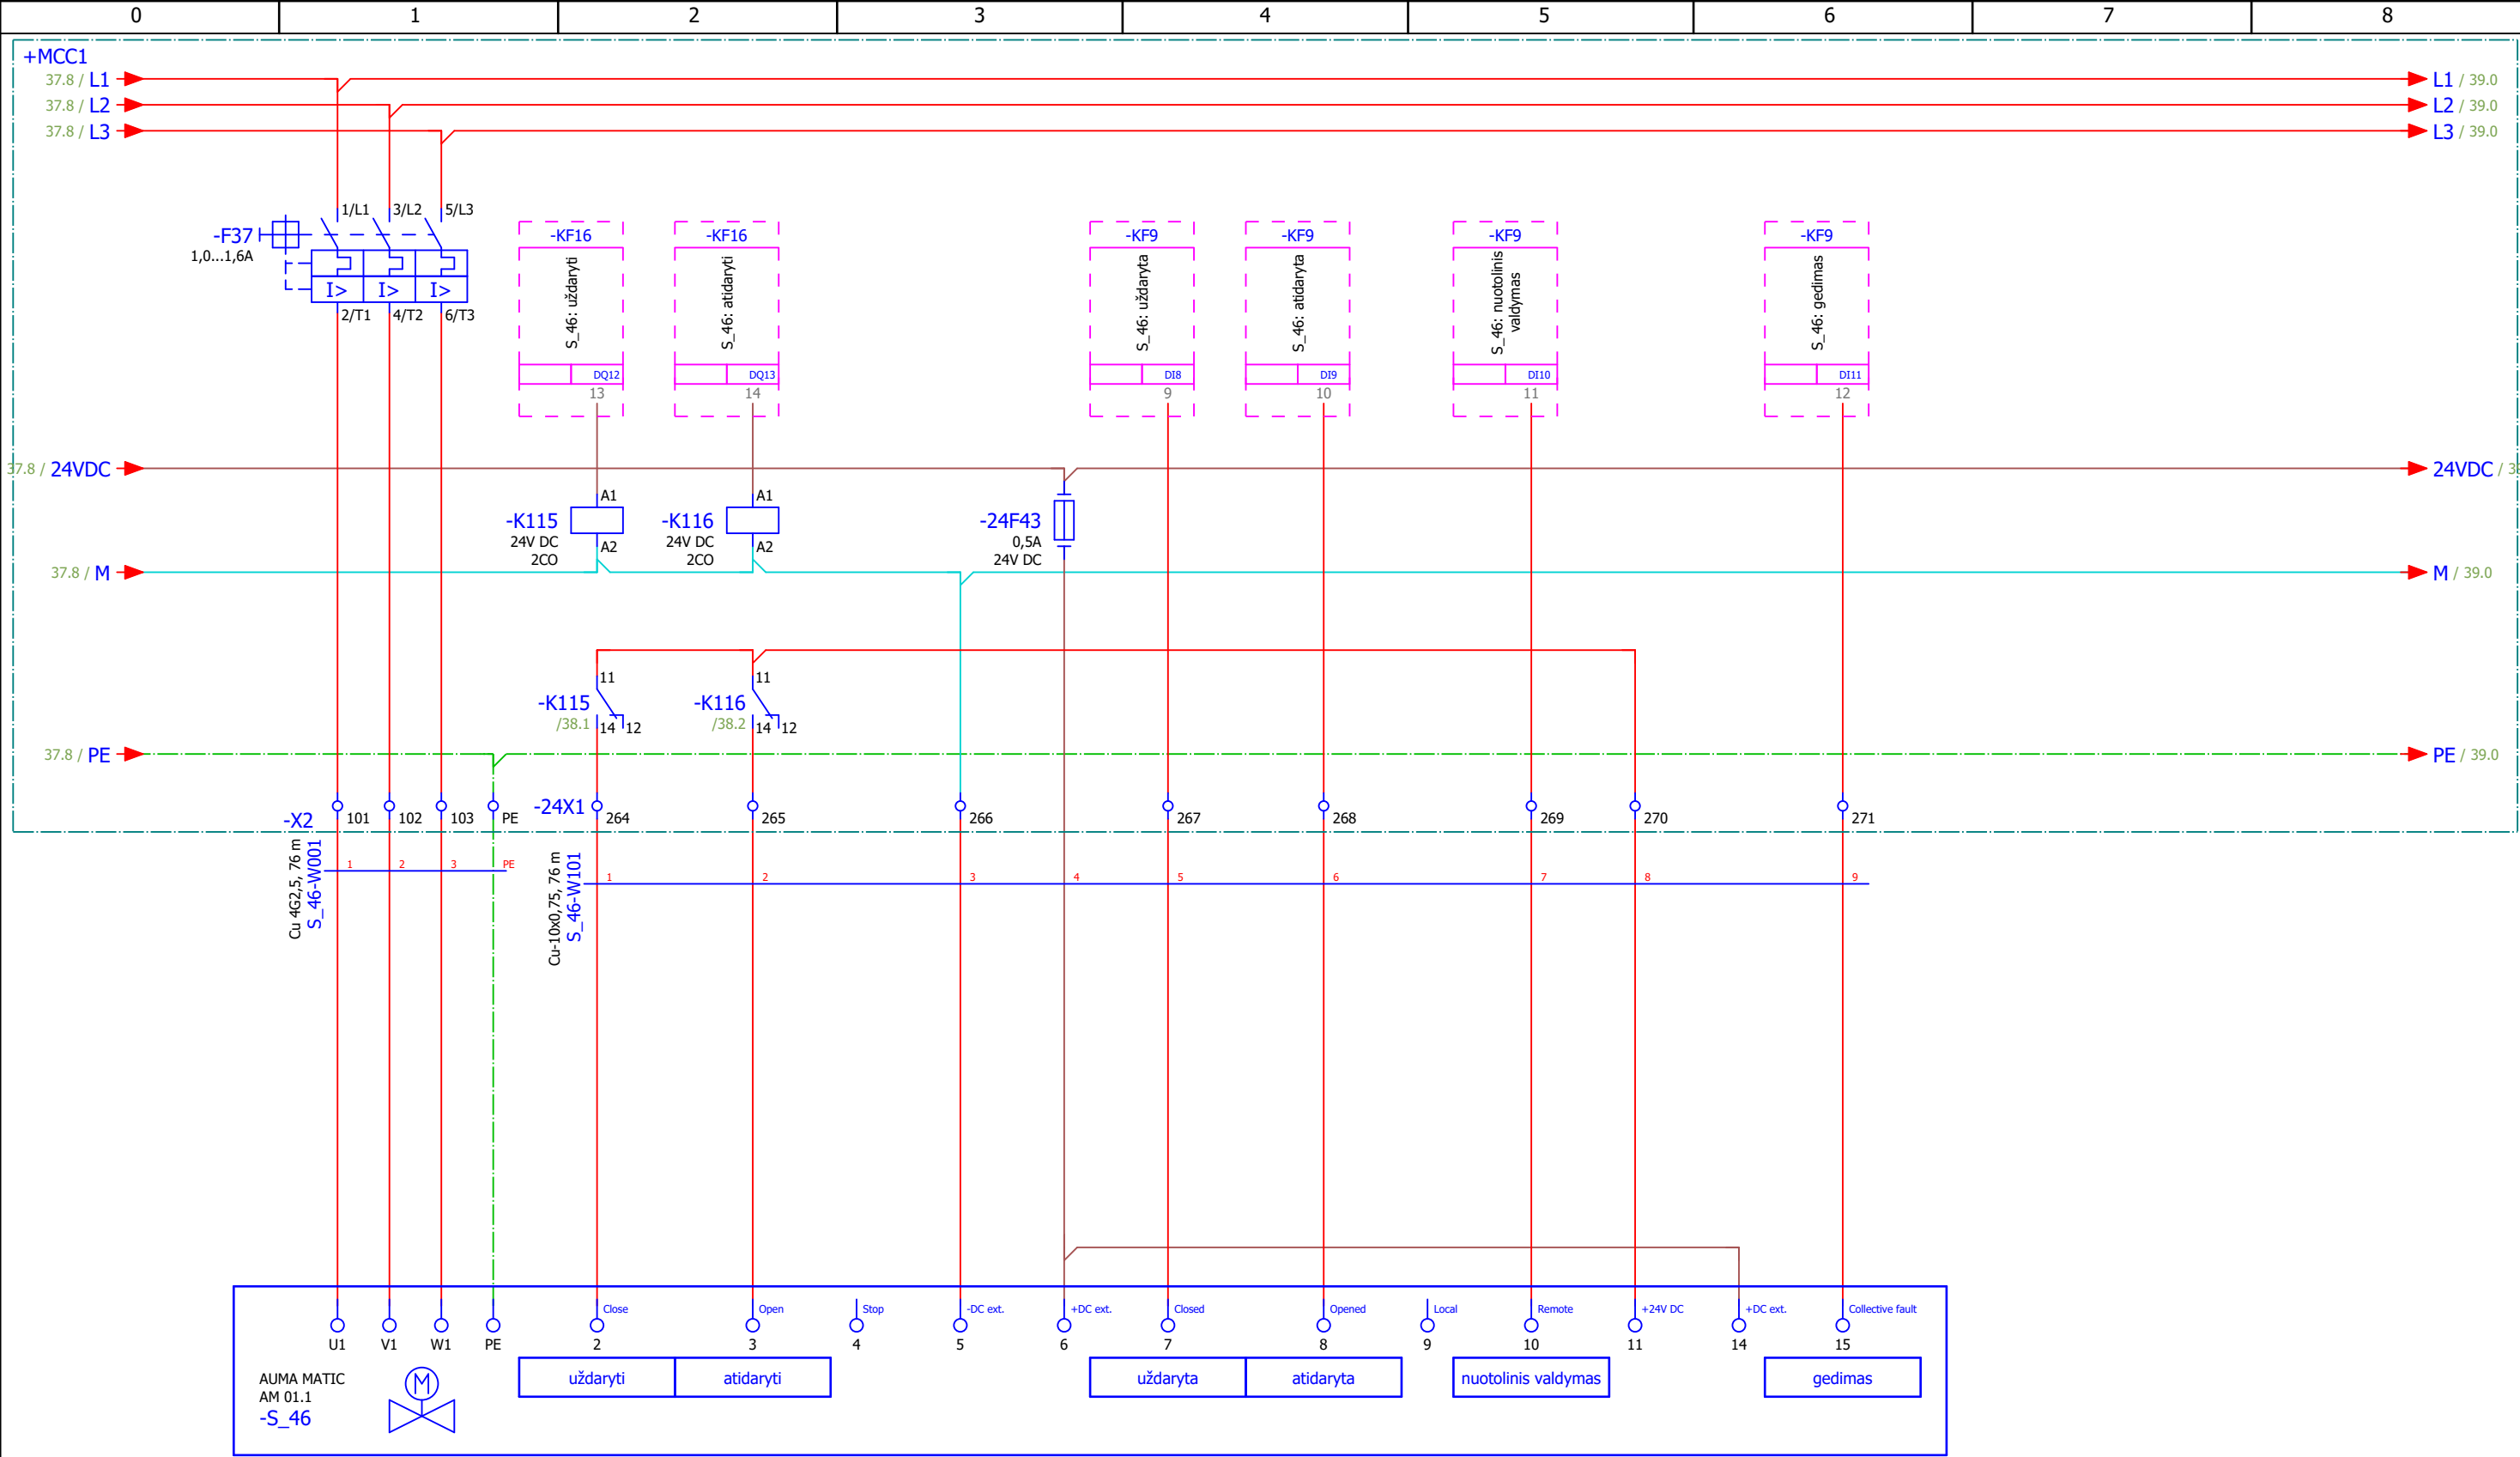 0 1 2 3 4 5 6 7 8
+MCC1
37.8 / L1 L1 / 39.0
37.8 / L2 L2 / 39.0
37.8 / L3 L3 / 39.0
1/L1 3/L2 5/L3
-F37
1,0...1,6A
I> I> I>
2/T1 4/T2 6/T3
-KF16
S_46: uždaryti
DQ12
13
-KF16
S_46: atidaryti
DQ13
14
-KF9
S_46: uždaryta
DI8
9
-KF9
S_46: atidaryta
DI9
10
-KF9
S_46: nuotolinis
valdymas
DI10
11
-KF9
S_46: gedimas
DI11
12
37.8 / 24VDC 24VDC / 3
A1
-K115
24V DC
2CO
A2
A1
-K116
24V DC
2CO
A2
-24F43
0,5A
24V DC
37.8 / M M / 39.0
11
-K115
/38.1
14 12
11
-K116
/38.2
14 12
37.8 / PE PE / 39.0
-X2 101 102 103 PE
-24X1 264 265 266 267 268 269 270 271
Cu 4G2,5, 76 m
S_46-W001
1 2 3 PE
Cu-10x0,75, 76 m
S_46-W101
1 2 3 4 5 6 7 8 9
Close Open Stop -DC ext. +DC ext. Closed Opened Local Remote +24V DC +DC ext. Collective fault
U1 V1 W1 PE 2 3 4 5 6 7 8 9 10 11 14 15
uždaryti atidaryti uždaryta atidaryta nuotolinis valdymas gedimas
AUMA MATIC
AM 01.1
-S_46
M